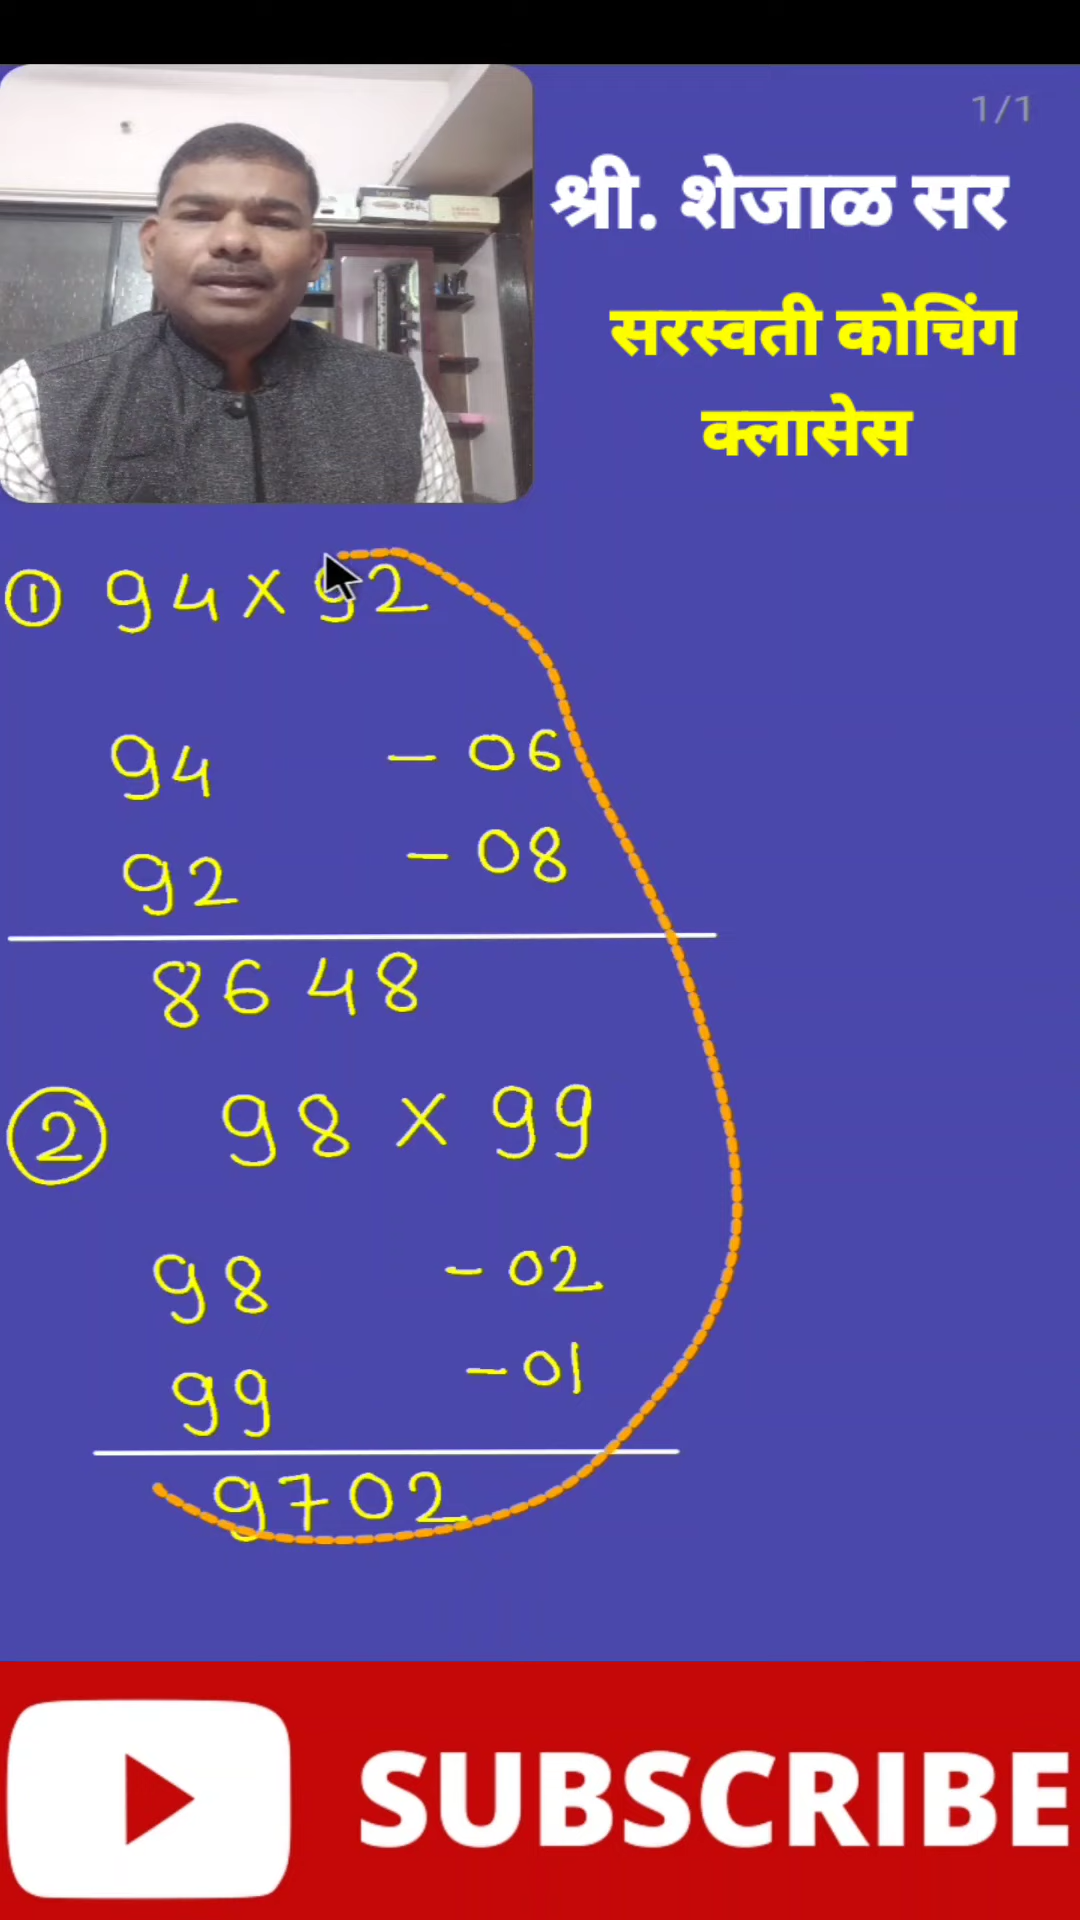 1/1
श्री. शेजाळ सर
सरस्वती कोचिंग
क्लासेस
① 94 × 92
94 - 06
92 - 08
8648
② 98 × 99
98 - 02
99 - 01
9702
SUBSCRIBE